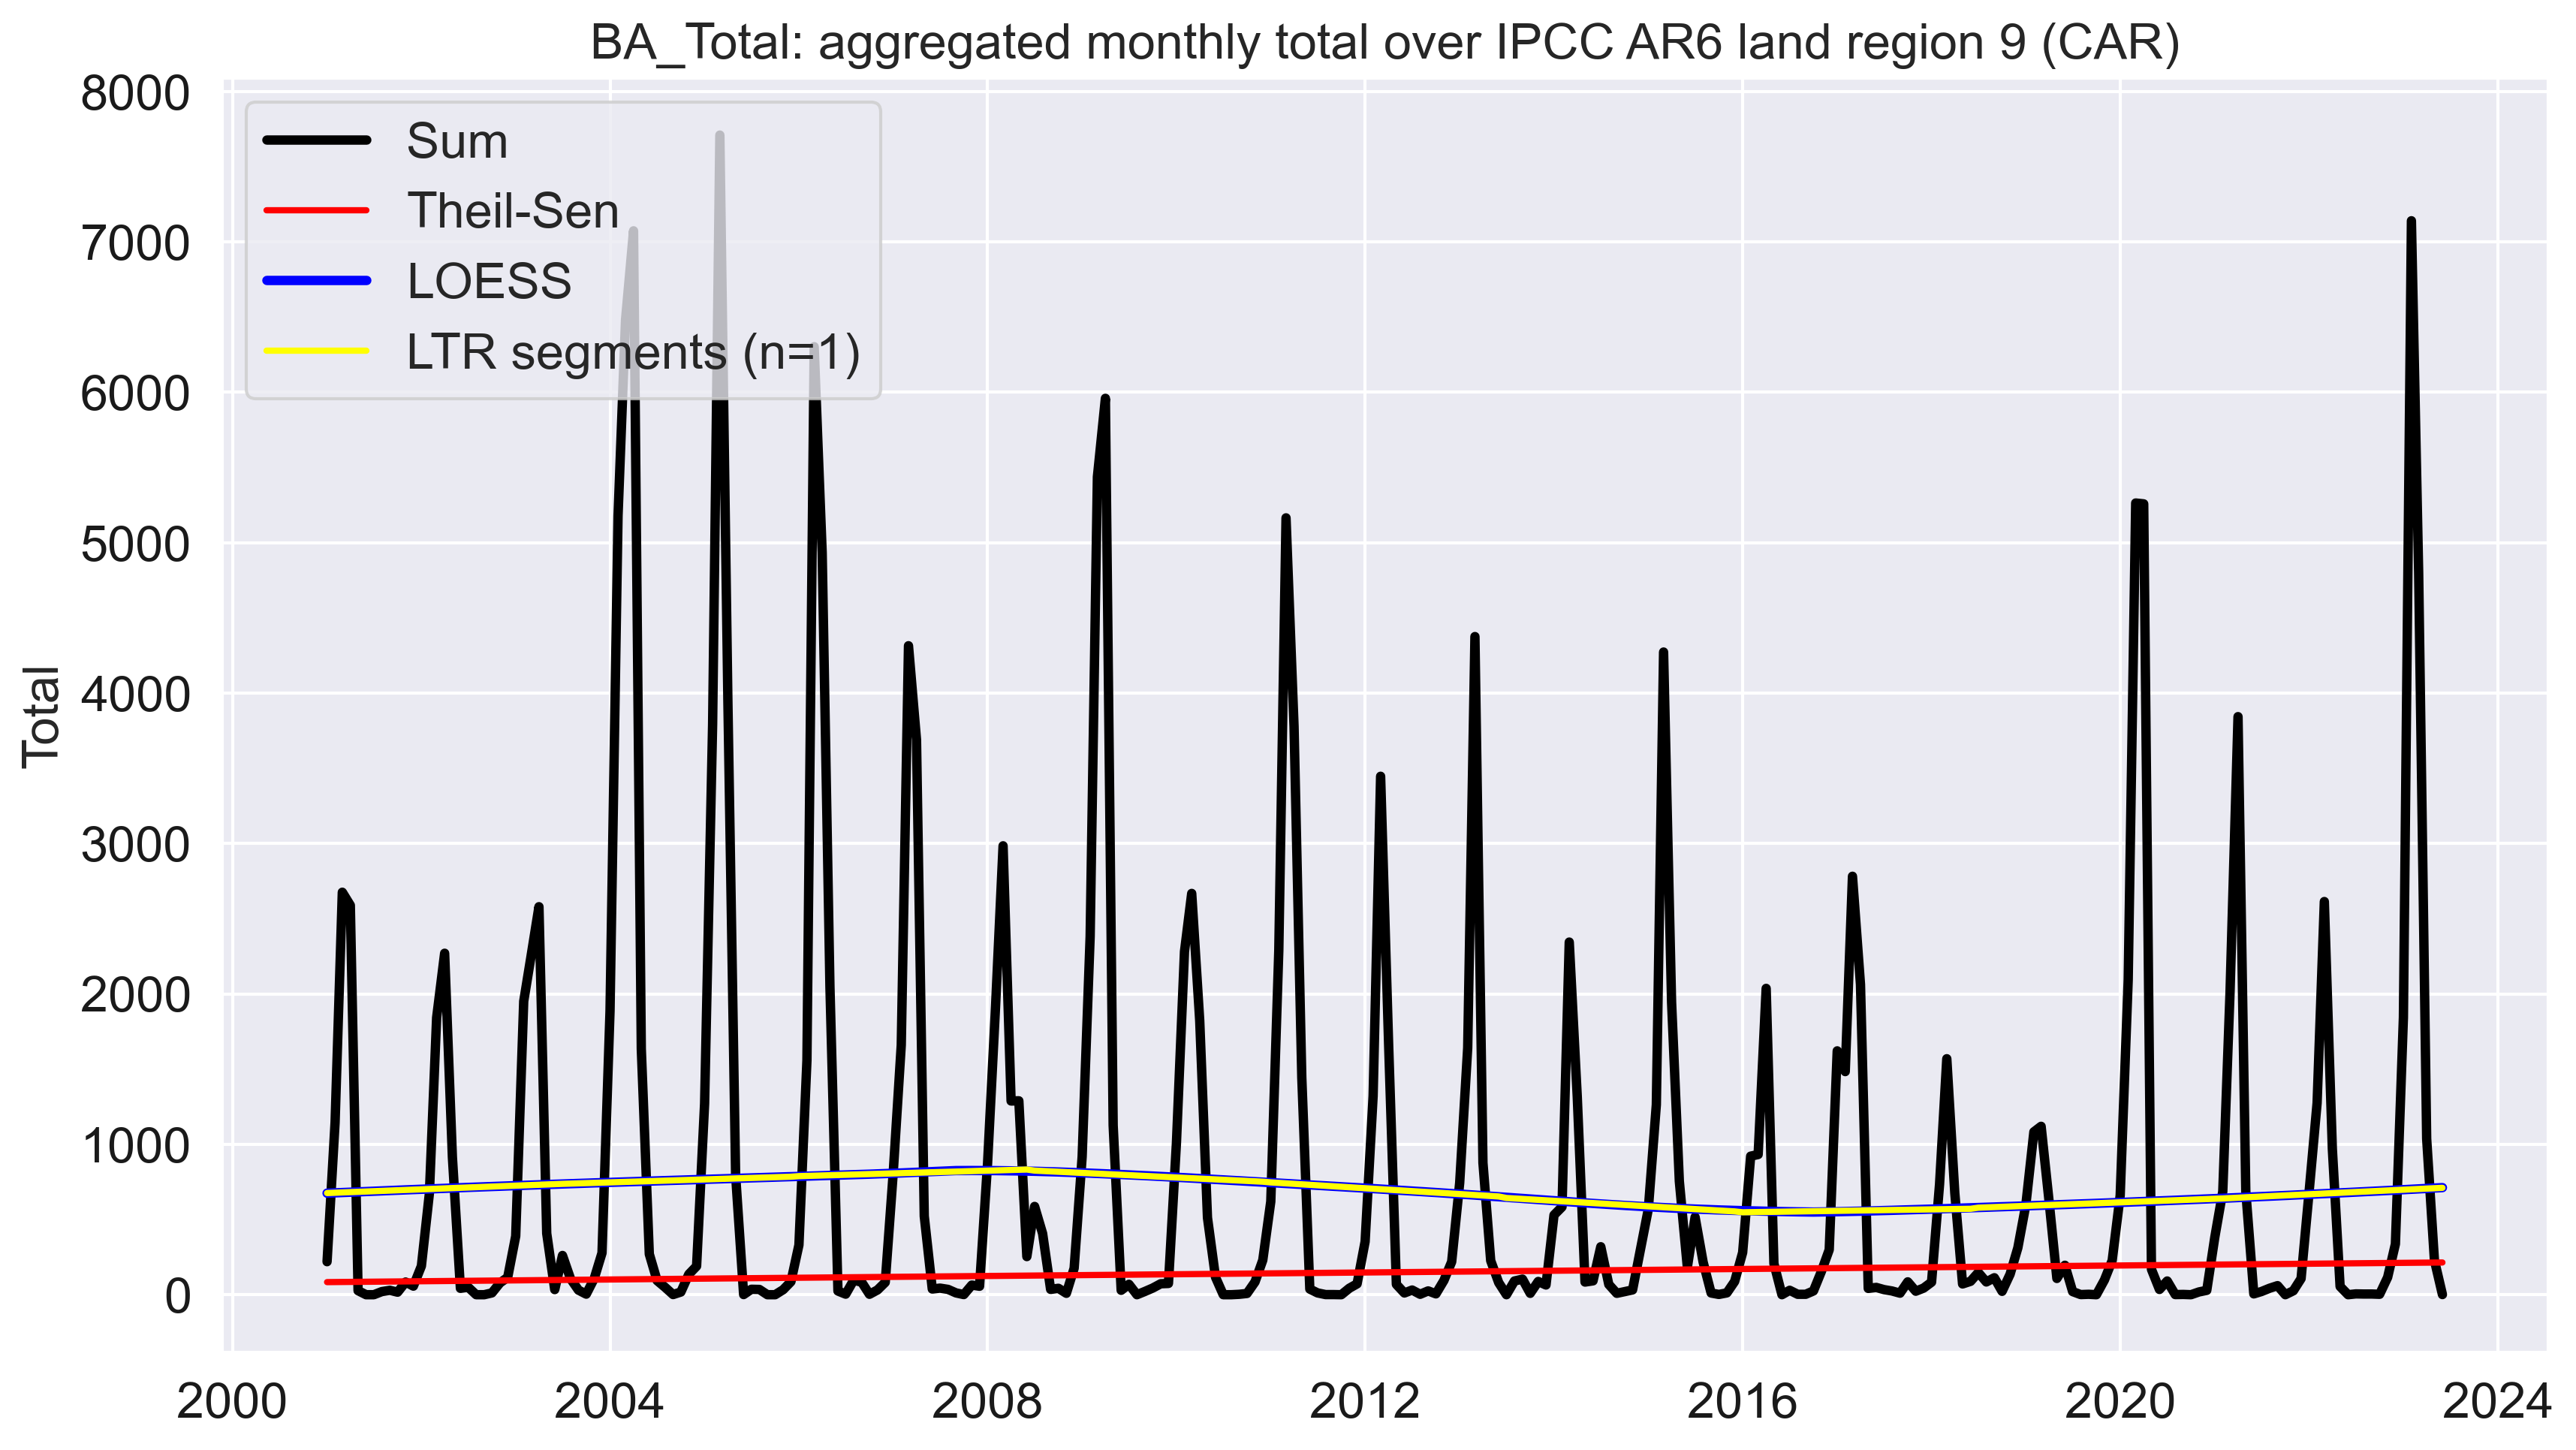 BA_Total: aggregated monthly total over IPCC AR6 land region 9 (CAR)
8000
7000
6000
5000
4000
3000
2000
1000
0
Total
Sum
Theil-Sen
LOESS
LTR segments (n=1)
2000 2004 2008 2012 2016 2020 2024